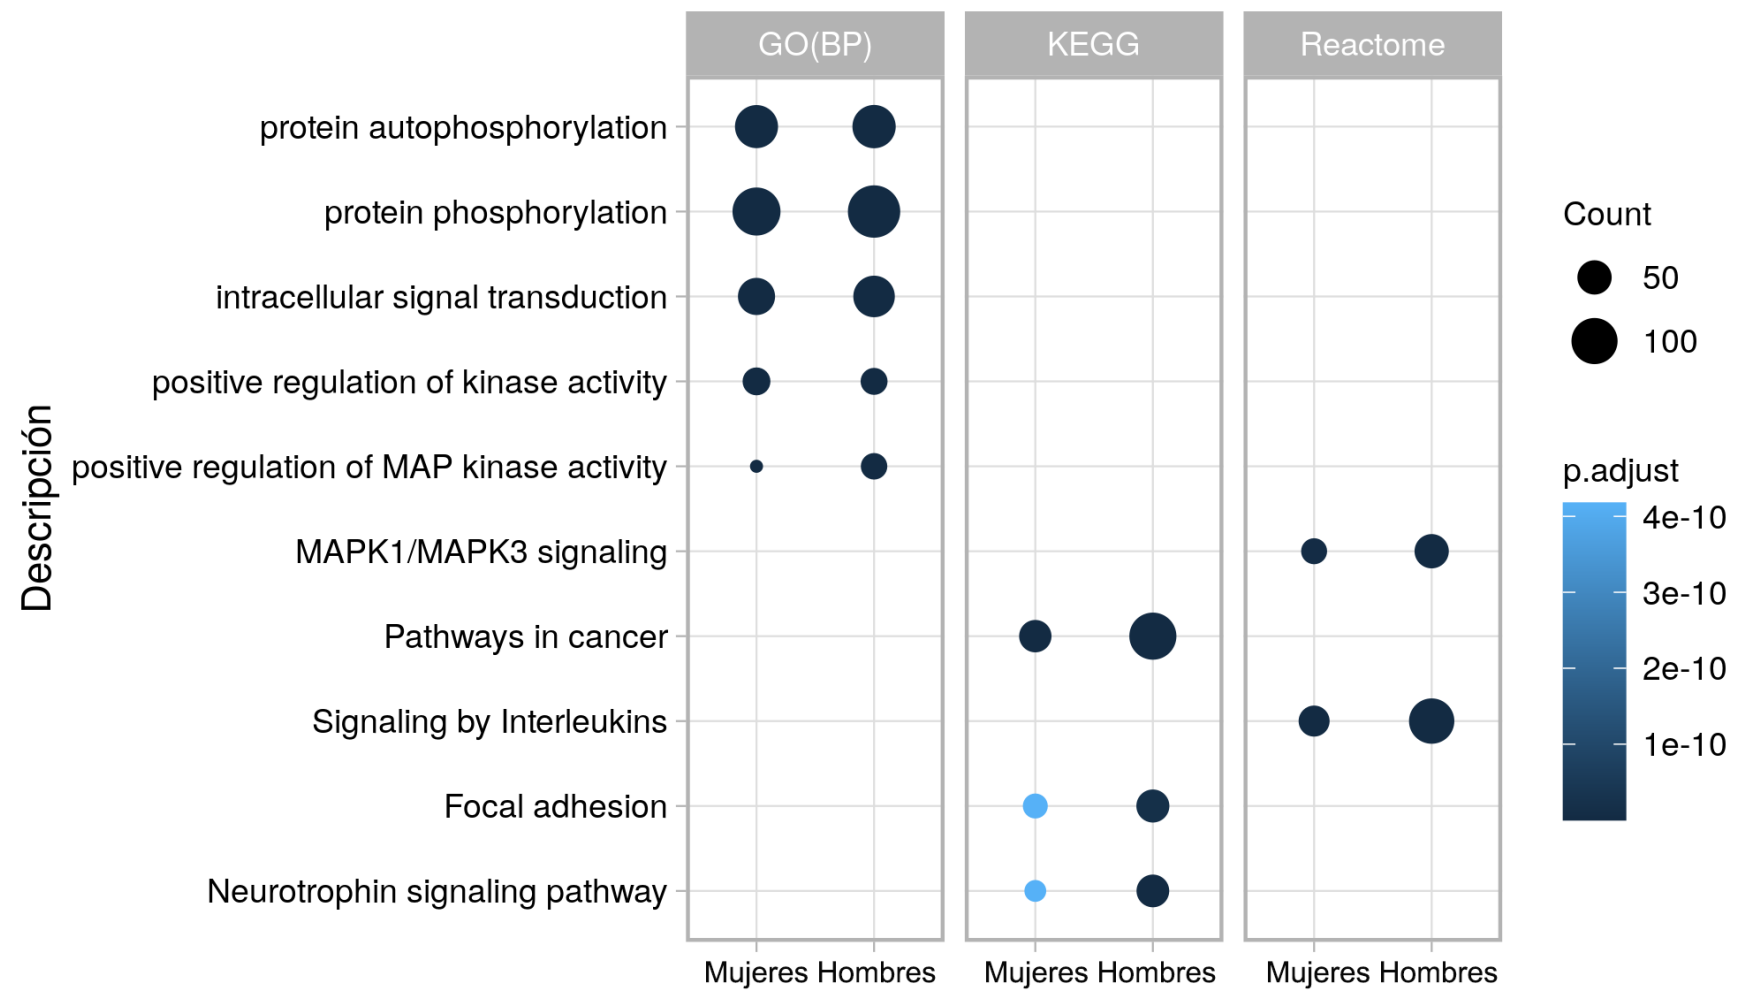 GO(BP)
KEGG
Reactome
protein autophosphorylation
protein phosphorylation
intracellular signal transduction
positive regulation of kinase activity
positive regulation of MAP kinase activity
MAPK1/MAPK3 signaling
Pathways in cancer
Signaling by Interleukins
Focal adhesion
Neurotrophin signaling pathway
Descripción
Mujeres Hombres
Mujeres Hombres
Mujeres Hombres
Count
50
100
p.adjust
4e-10
3e-10
2e-10
1e-10